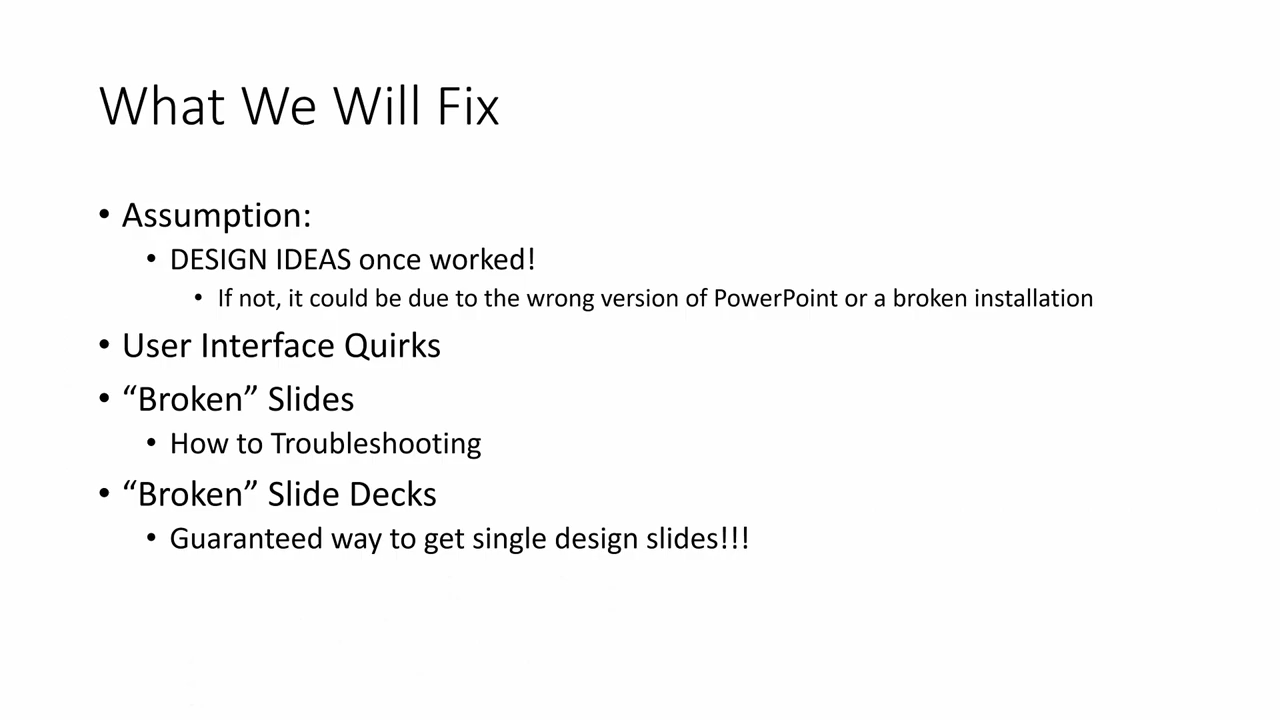 What We Will Fix
• Assumption:
• DESIGN IDEAS once worked!
• If not, it could be due to the wrong version of PowerPoint or a broken installation
• User Interface Quirks
• “Broken” Slides
• How to Troubleshooting
• “Broken” Slide Decks
• Guaranteed way to get single design slides!!!